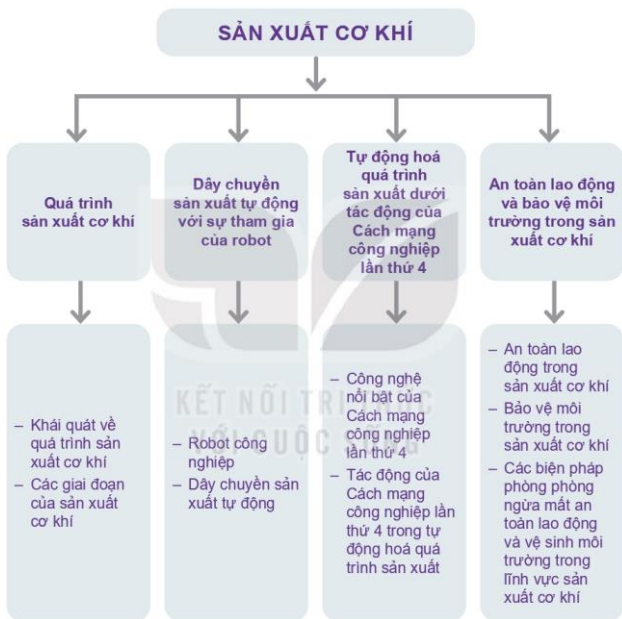 SẢN XUẤT CƠ KHÍ
Quá trình
sản xuất cơ khí
Dây chuyền
sản xuất tự động
với sự tham gia
của robot
Tự động hoá
quá trình
sản xuất dưới
tác động của
Cách mạng
công nghiệp
lần thứ 4
An toàn lao động
và bảo vệ môi
trường trong sản
xuất cơ khí
– Khái quát về
quá trình sản
xuất cơ khí
– Các giai đoạn
của sản xuất
cơ khí
– Robot công
nghiệp
– Dây chuyền sản
xuất tự động
– Công nghệ
nổi bật của
Cách mạng
công nghiệp
lần thứ 4
– Tác động của
Cách mạng
công nghiệp lần
thứ 4 trong tự
động hoá quá
trình sản xuất
– An toàn lao
động trong
sản xuất cơ khí
– Bảo vệ môi
trường trong
sản xuất cơ khí
– Các biện pháp
phòng phòng
ngừa mất an
toàn lao động
và vệ sinh môi
trường trong
lĩnh vực sản
xuất cơ khí
KẾT NỐI TRI THỨC
VỚI CUỘC SỐNG